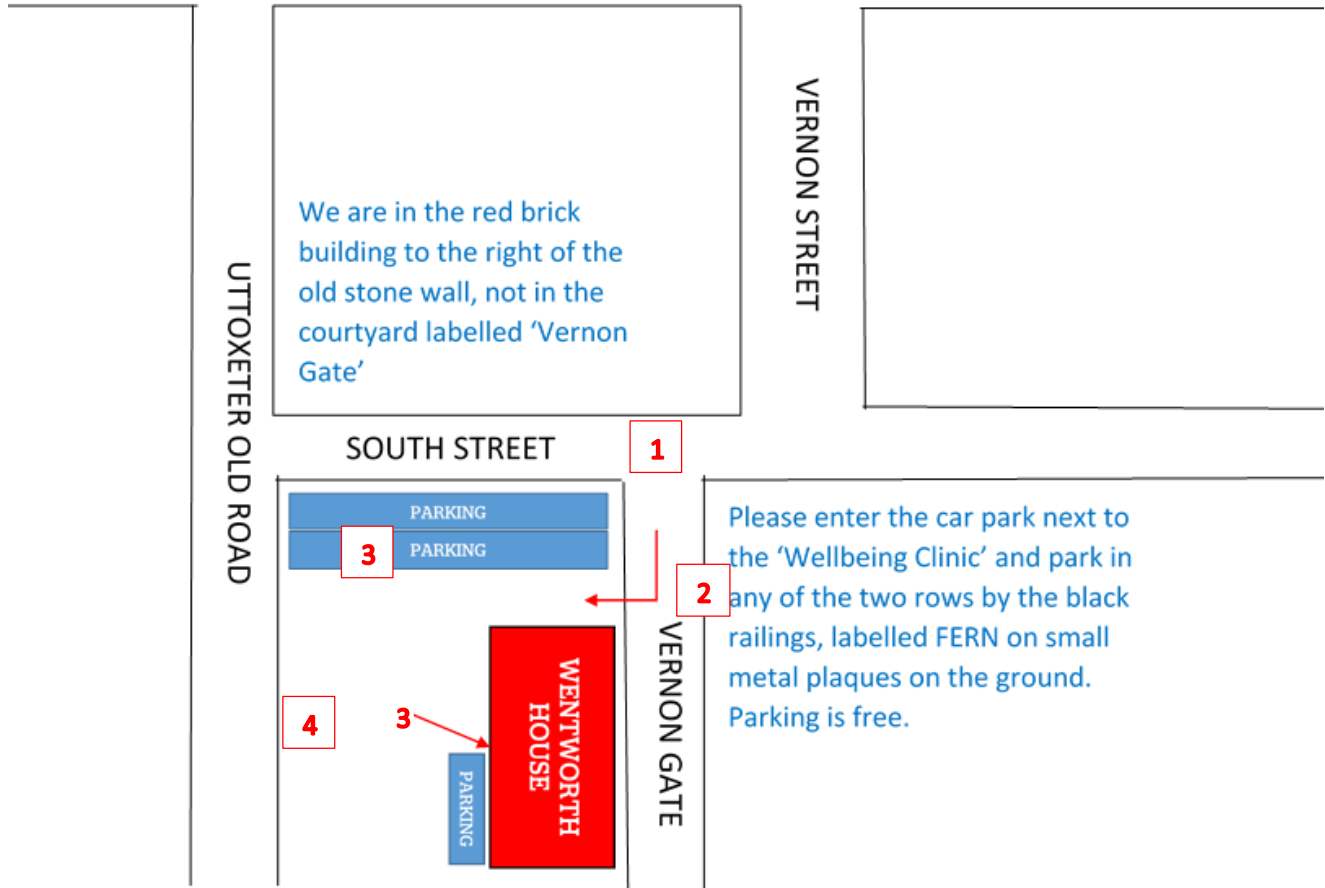 VERNON STREET
We are in the red brick
building to the right of the
old stone wall, not in the
courtyard labelled ‘Vernon
Gate’
UTTOXETER OLD ROAD
SOUTH STREET
1
PARKING
PARKING
3
Please enter the car park next to
the ‘Wellbeing Clinic’ and park in
any of the two rows by the black
railings, labelled FERN on small
metal plaques on the ground.
Parking is free.
2
VERNON GATE
WENTWORTH
HOUSE
3
4
PARKING